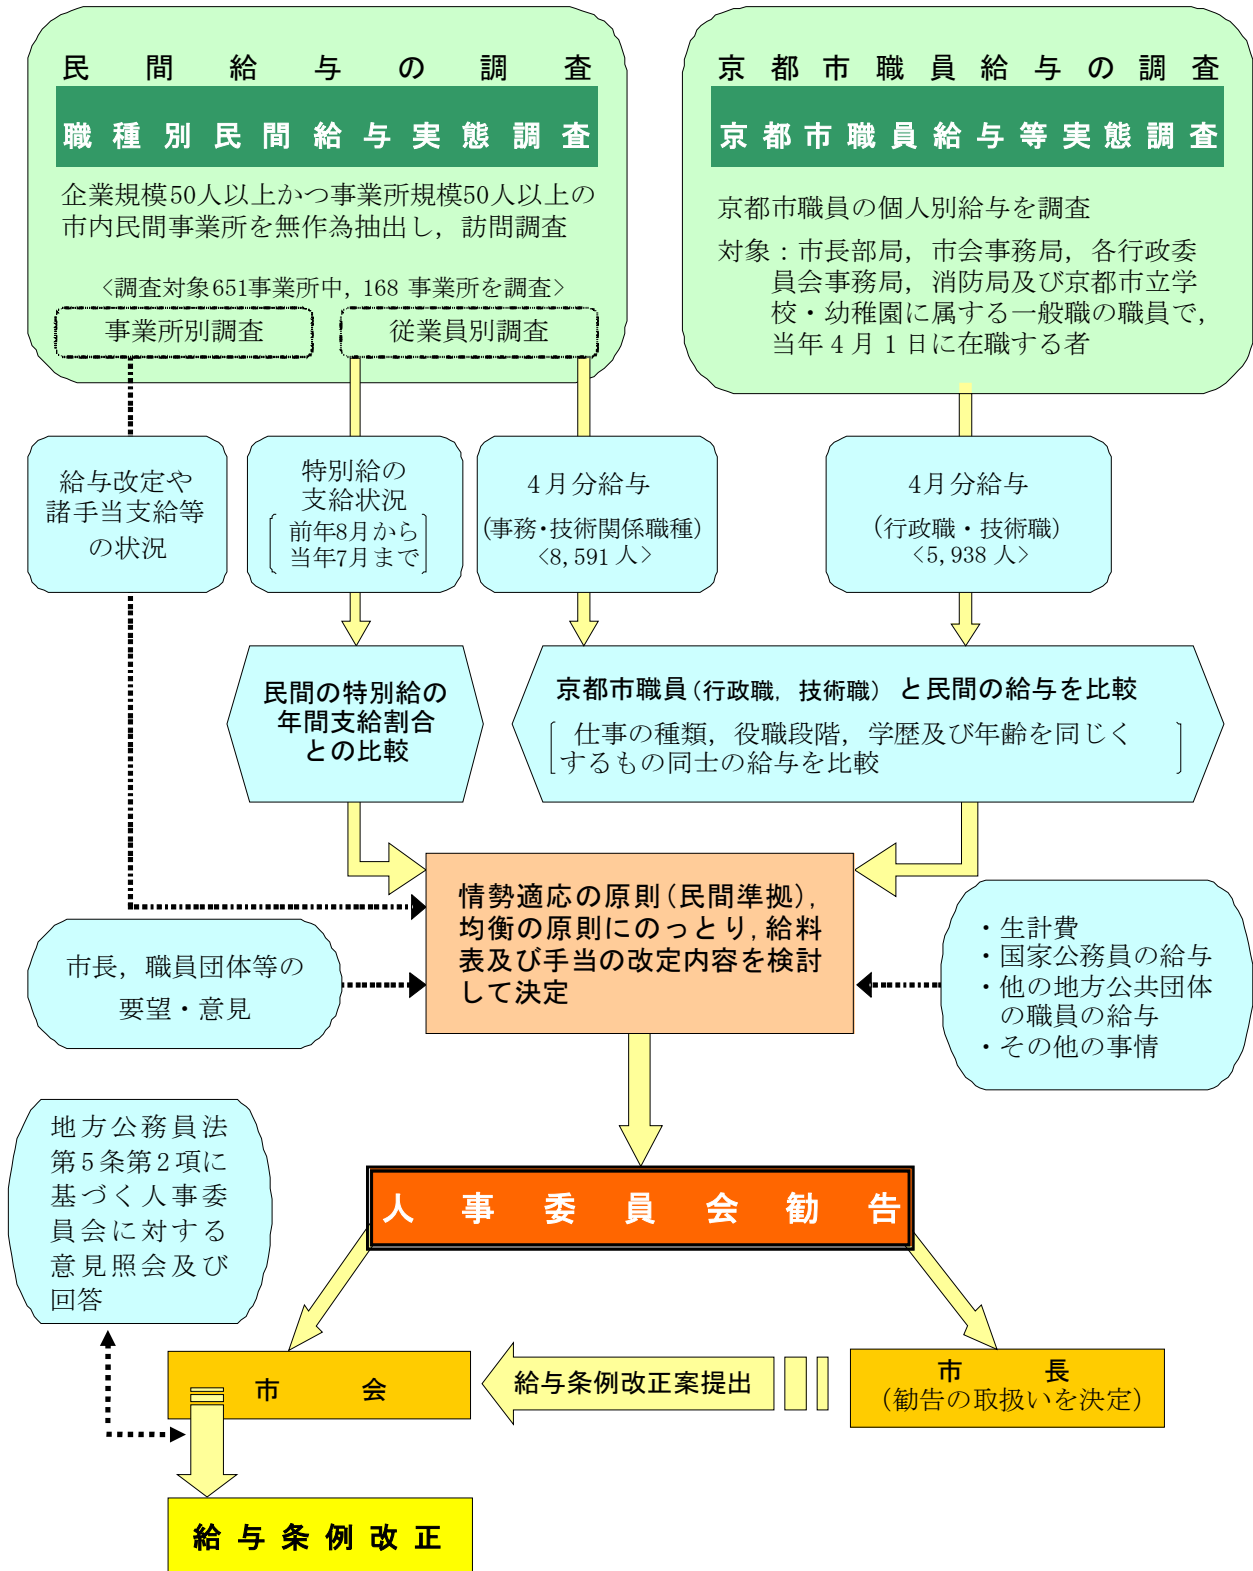 民間給与の調査
職種別民間給与実態調査
企業規模50人以上かつ事業所規模50人以上の
市内民間事業所を無作為抽出し，訪問調査
<調査対象651事業所中，168 事業所を調査>
事業所別調査
従業員別調査
京都市職員給与の調査
京都市職員給与等実態調査
京都市職員の個人別給与を調査
対象：市長部局，市会事務局，各行政委
員会事務局，消防局及び京都市立学
校・幼稚園に属する一般職の職員で，
当年４月１日に在職する者
給与改定や
諸手当支給等
の状況
特別給の
支給状況
前年8月から
当年7月まで
4月分給与
(事務・技術関係職種)
<8,591 人>
4月分給与
(行政職・技術職)
<5,938 人>
民間の特別給の
年間支給割合
との比較
京都市職員(行政職，技術職) と民間の給与を比較
仕事の種類，役職段階，学歴及び年齢を同じく
するもの同士の給与を比較
情勢適応の原則(民間準拠)，
均衡の原則にのっとり，給料
表及び手当の改定内容を検討
して決定
市長，職員団体等の
要望・意見
・生計費
・国家公務員の給与
・他の地方公共団体
の職員の給与
・その他の事情
地方公務員法
第5条第2項に
基づく人事委
員会に対する
意見照会及び
回答
人事委員会勧告
市会
給与条例改正案提出
市長
(勧告の取扱いを決定)
給与条例改正